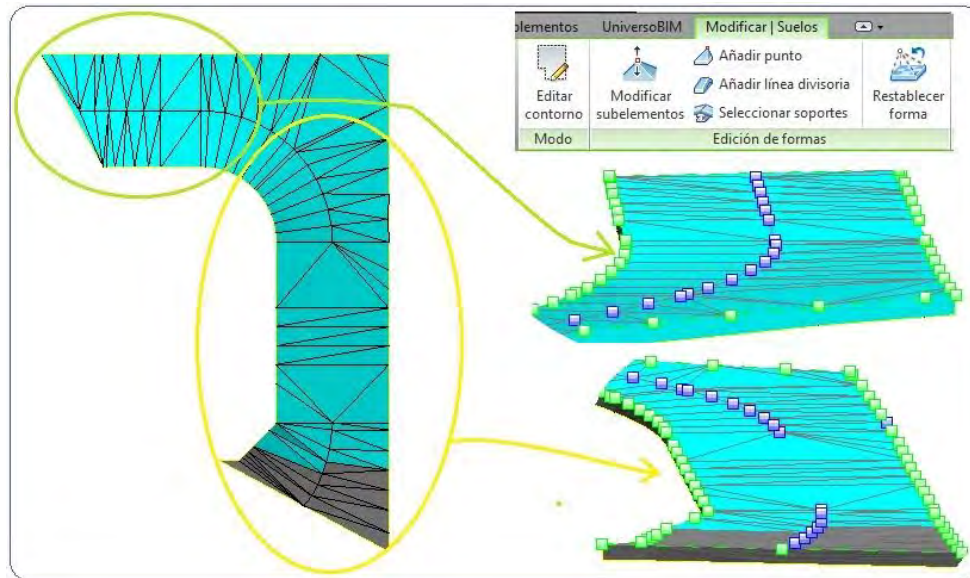 plementos UniversoBIM Modificar | Suelos
Editar contorno
Modificar subelementos
Añadir punto
Añadir línea divisoria
Seleccionar soportes
Restablecer forma
Modo Edición de formas